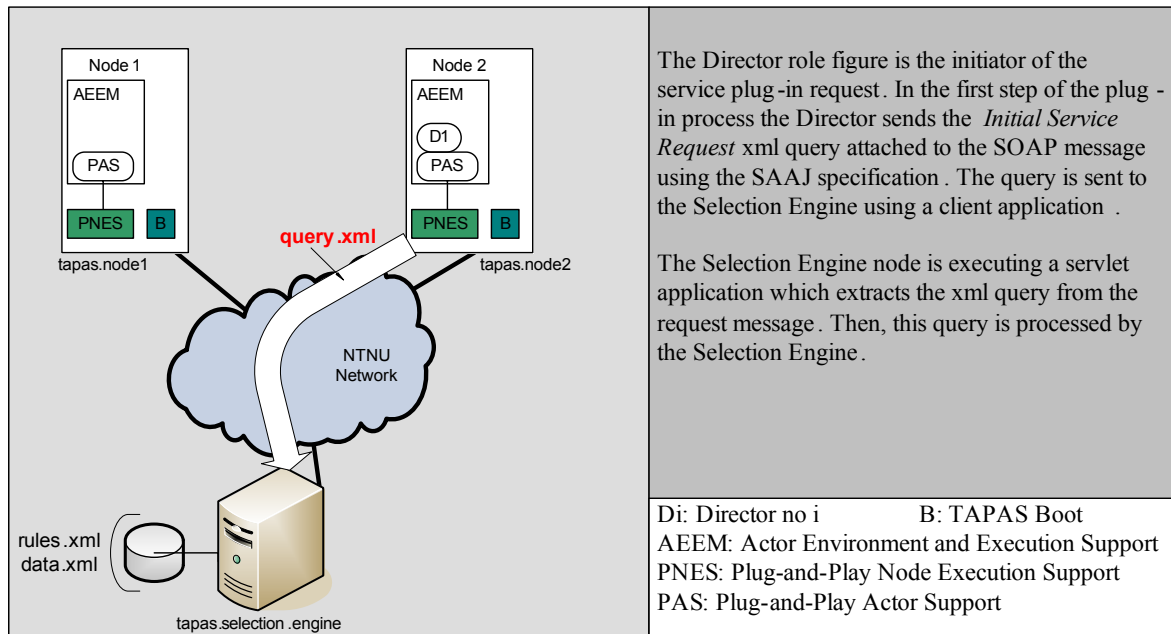 Node 1
AEEM
PAS
PNES
B
tapas.node1
Node 2
AEEM
D1
PAS
PNES
B
tapas.node2
query.xml
NTNU
Network
rules.xml
data.xml
tapas.selection.engine
The Director role figure is the initiator of the
service plug-in request. In the first step of the plug-
in process the Director sends the Initial Service
Request xml query attached to the SOAP message
using the SAAJ specification. The query is sent to
the Selection Engine using a client application.
The Selection Engine node is executing a servlet
application which extracts the xml query from the
request message. Then, this query is processed by
the Selection Engine.
Di: Director no i B: TAPAS Boot
AEEM: Actor Environment and Execution Support
PNES: Plug-and-Play Node Execution Support
PAS: Plug-and-Play Actor Support